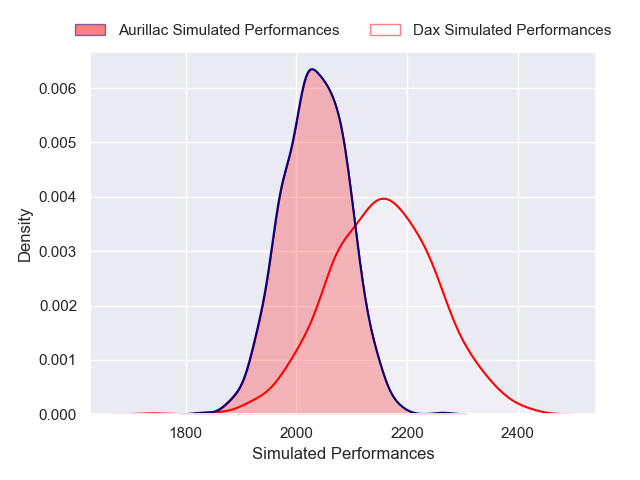 Aurillac Simulated Performances Dax Simulated Performances
0.006
0.005
0.004
0.003
0.002
0.001
0.000
Density
1800 2000 2200 2400
Simulated Performances